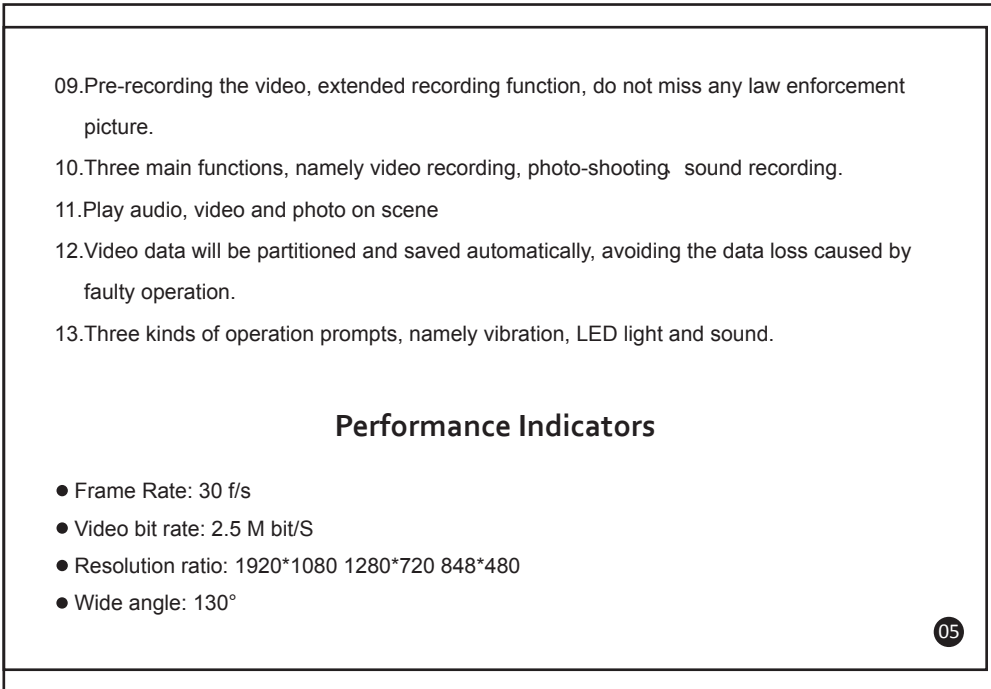 09.Pre-recording the video, extended recording function, do not miss any law enforcement
picture.
10.Three main functions, namely video recording, photo-shooting、sound recording.
11.Play audio, video and photo on scene
12.Video data will be partitioned and saved automatically, avoiding the data loss caused by
faulty operation.
13.Three kinds of operation prompts, namely vibration, LED light and sound.
Performance Indicators
● Frame Rate: 30 f/s
● Video bit rate: 2.5 M bit/S
● Resolution ratio: 1920*1080 1280*720 848*480
● Wide angle: 130°
05